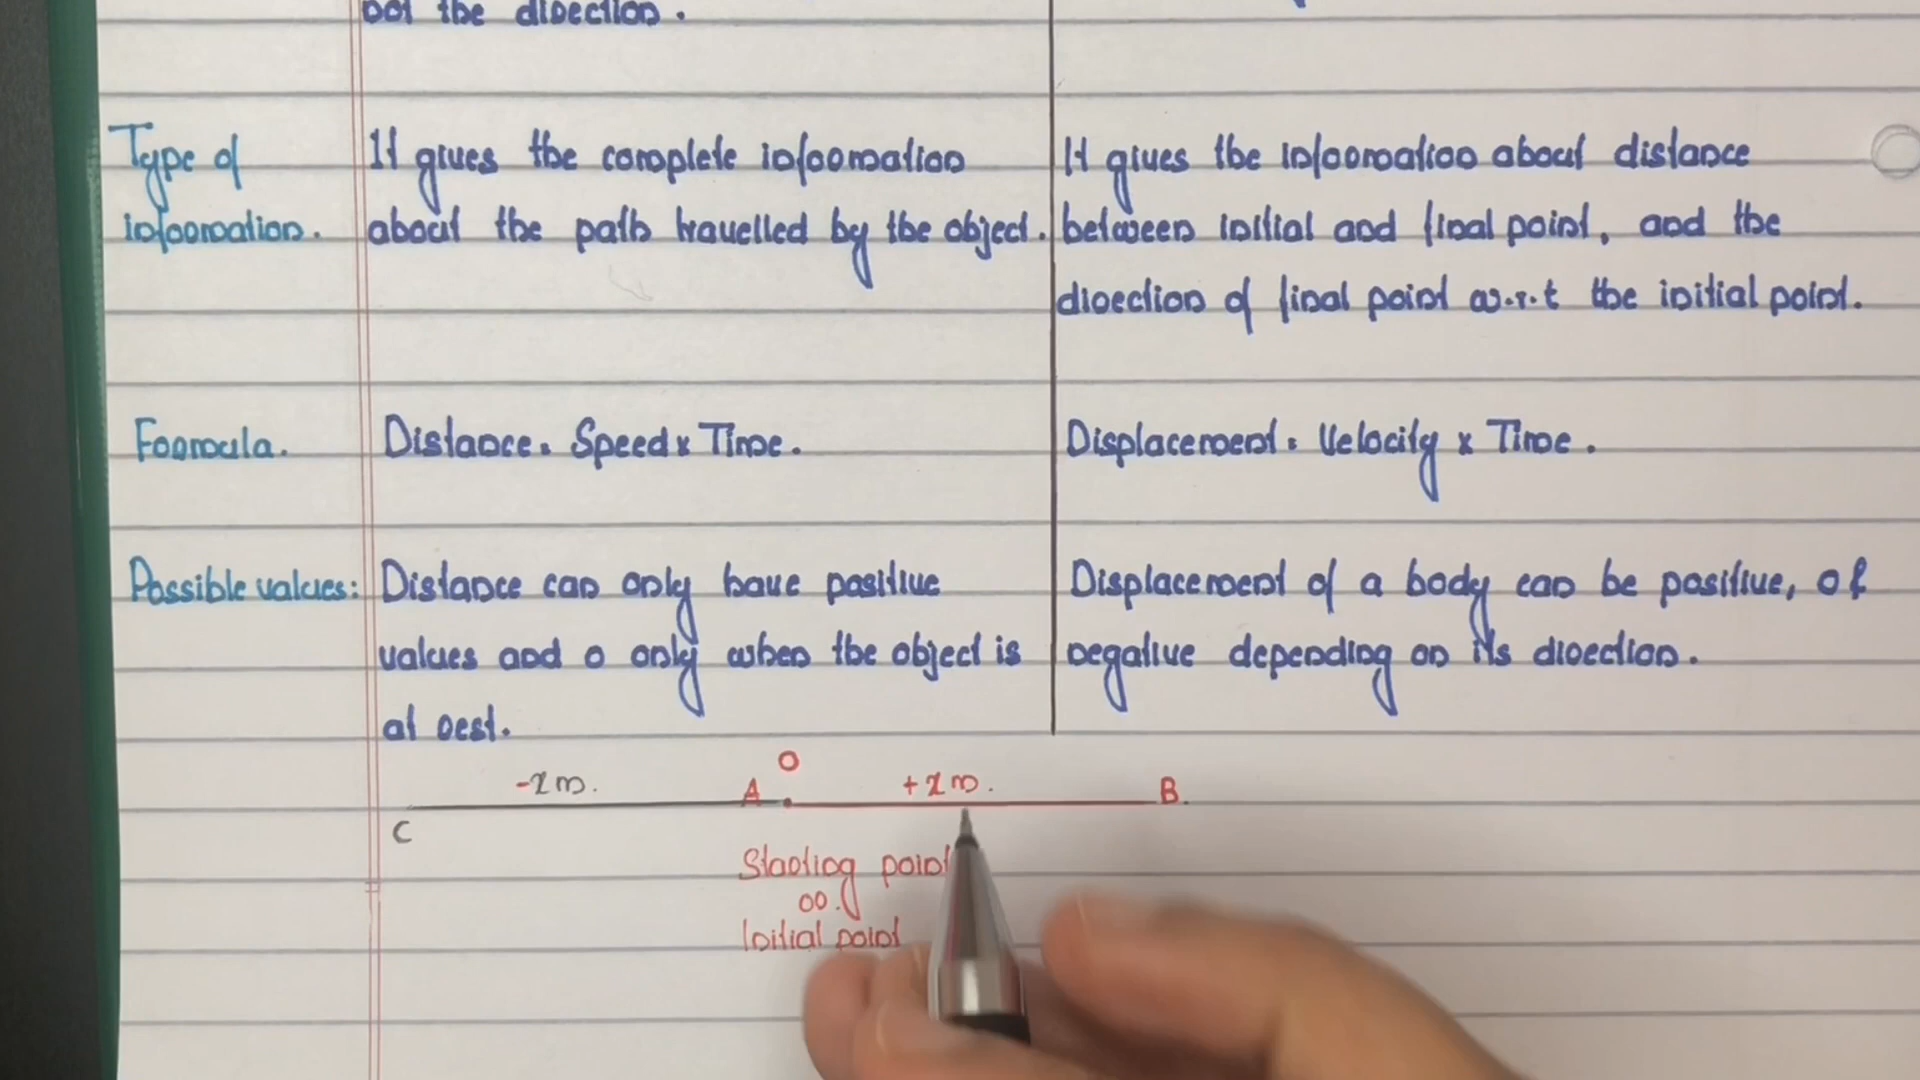 not the direction.
Type of
information.
It gives the complete information
about the path travelled by the object.
It gives the information about distance
between initial and final point, and the
direction of final point w.r.t the initial point.
Formula.
Distance = Speed x Time.
Displacement = Velocity x Time.
Possible values:
Distance can only have positive
values and 0 only when the object is
at rest.
Displacement of a body can be positive, or
negative depending on its direction.
-2m.
A
O
+2m.
B.
C
Starting point
or
Initial point